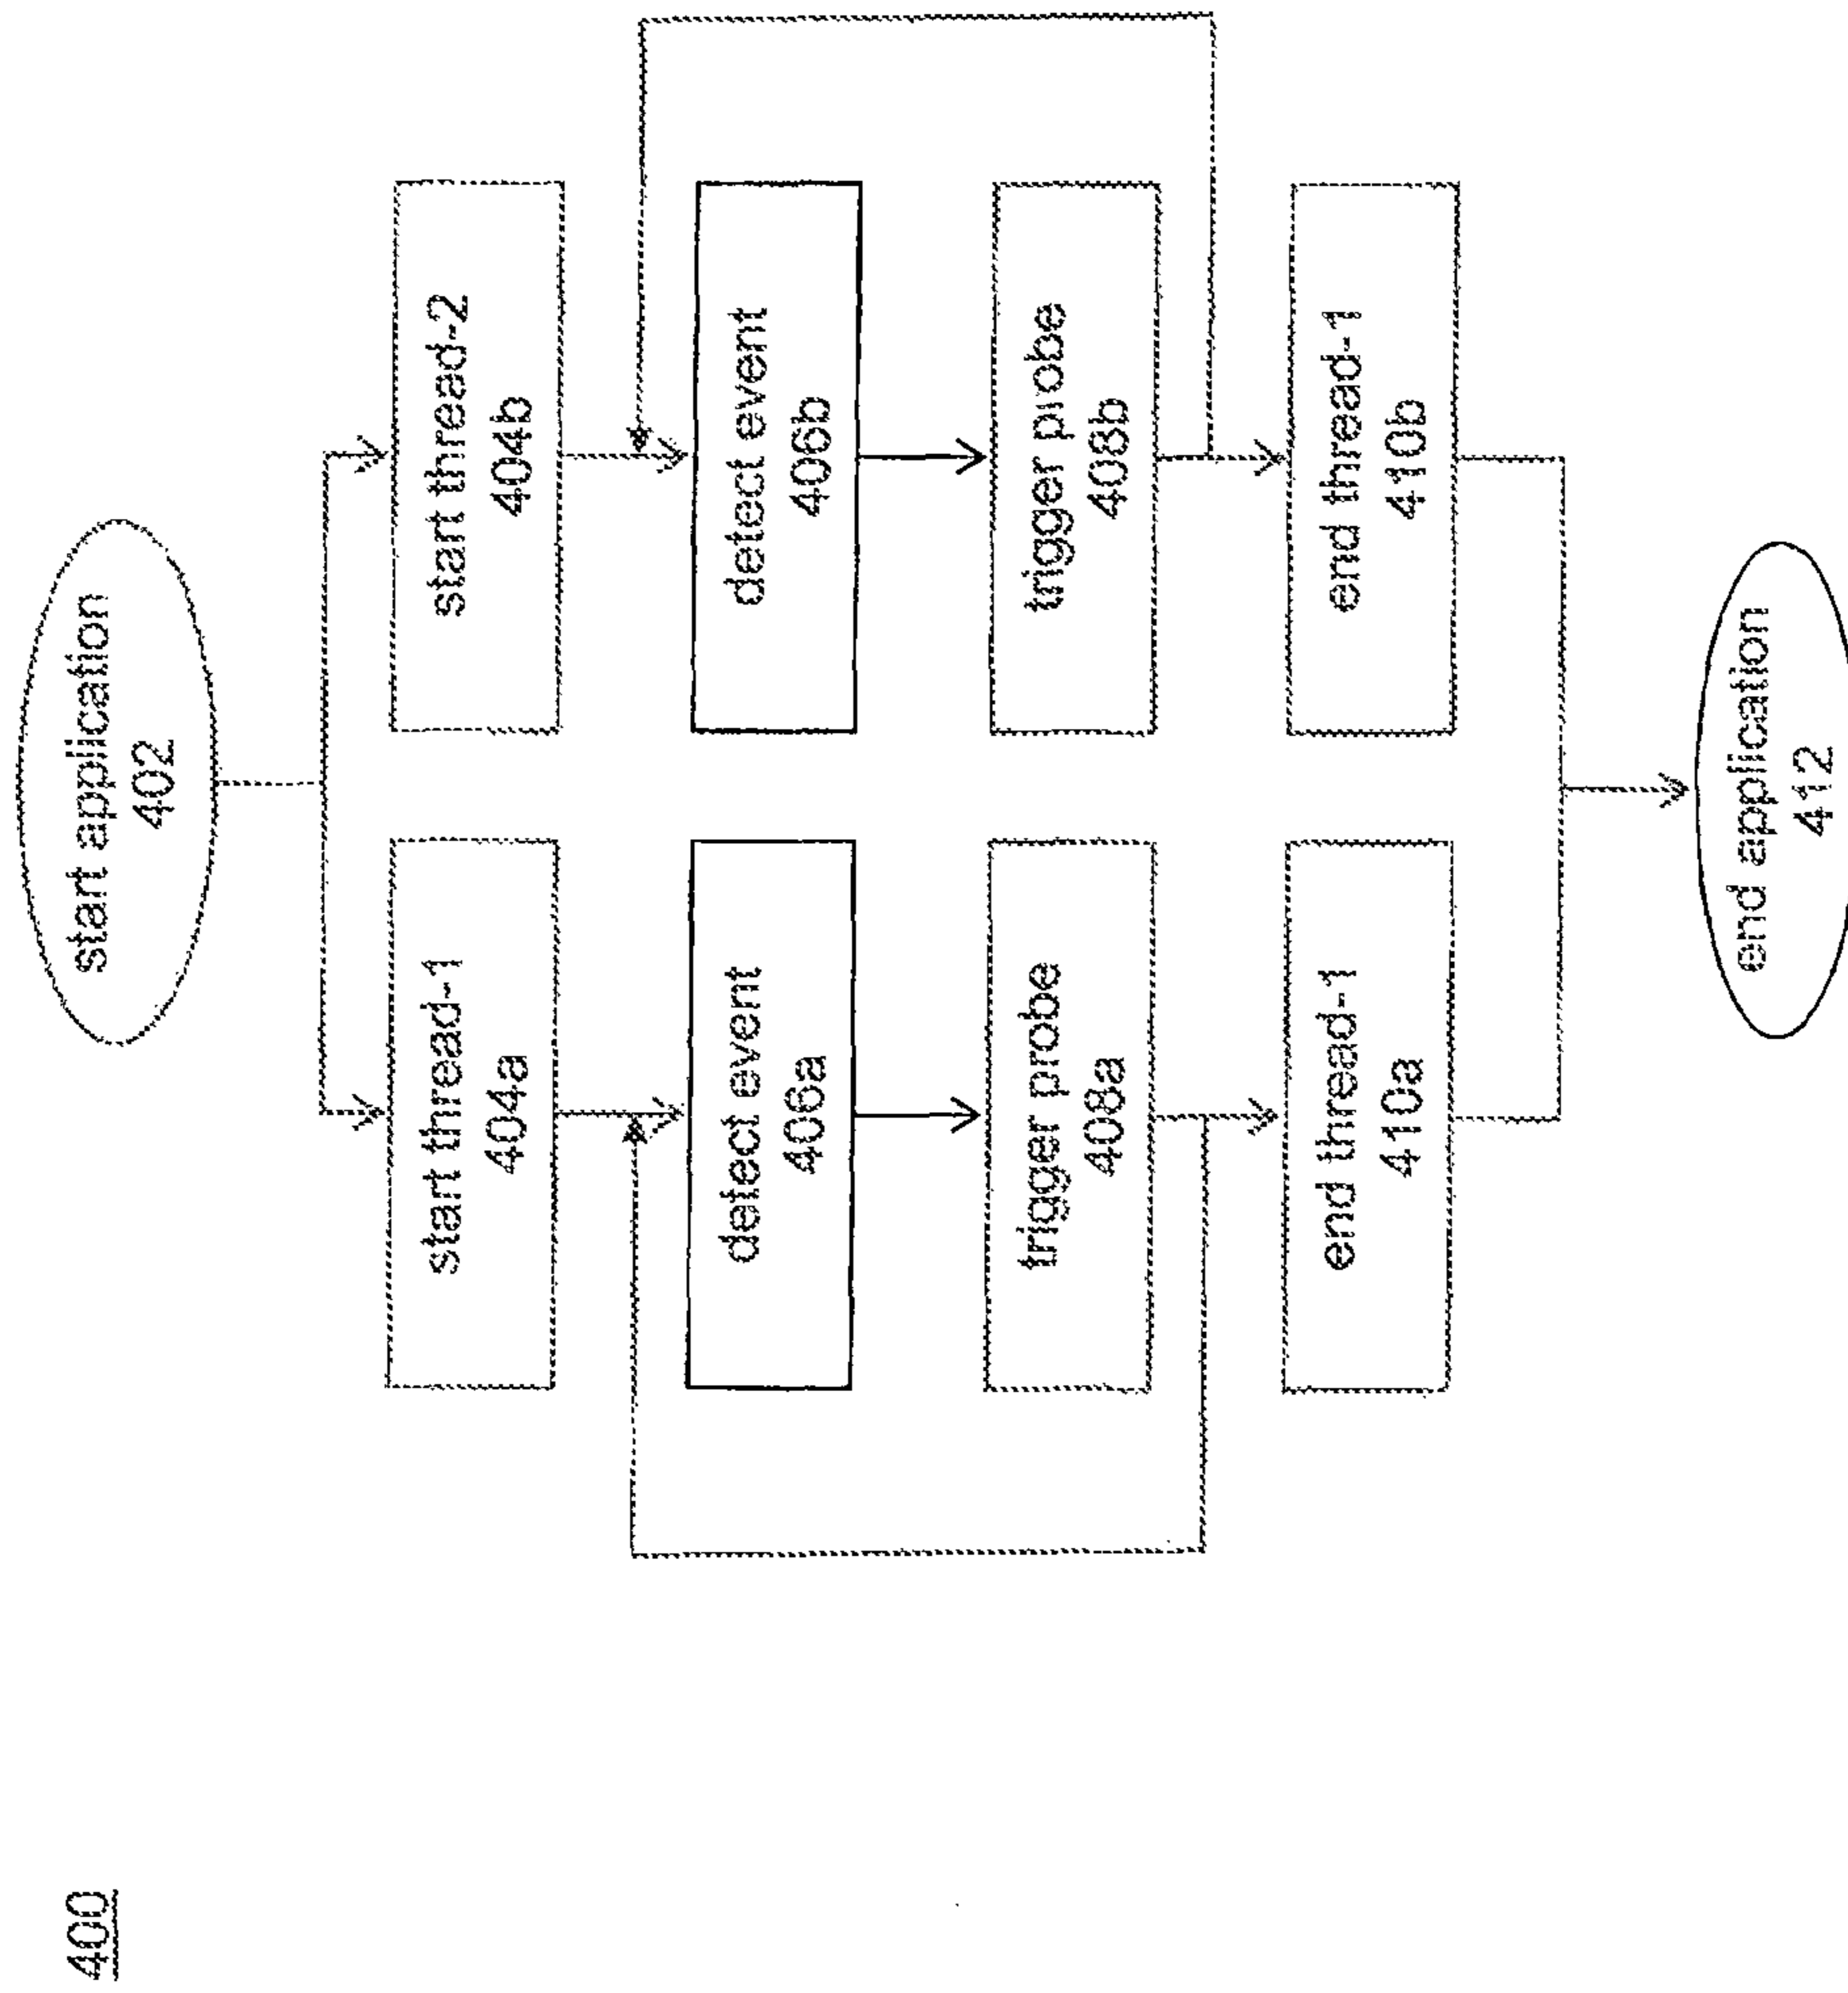 400
start application
402
start thread-1
404a
start thread-2
404b
detect event
406a
detect event
406b
trigger probe
408a
trigger probe
408b
end thread-1
410a
end thread-1
410b
end application
412